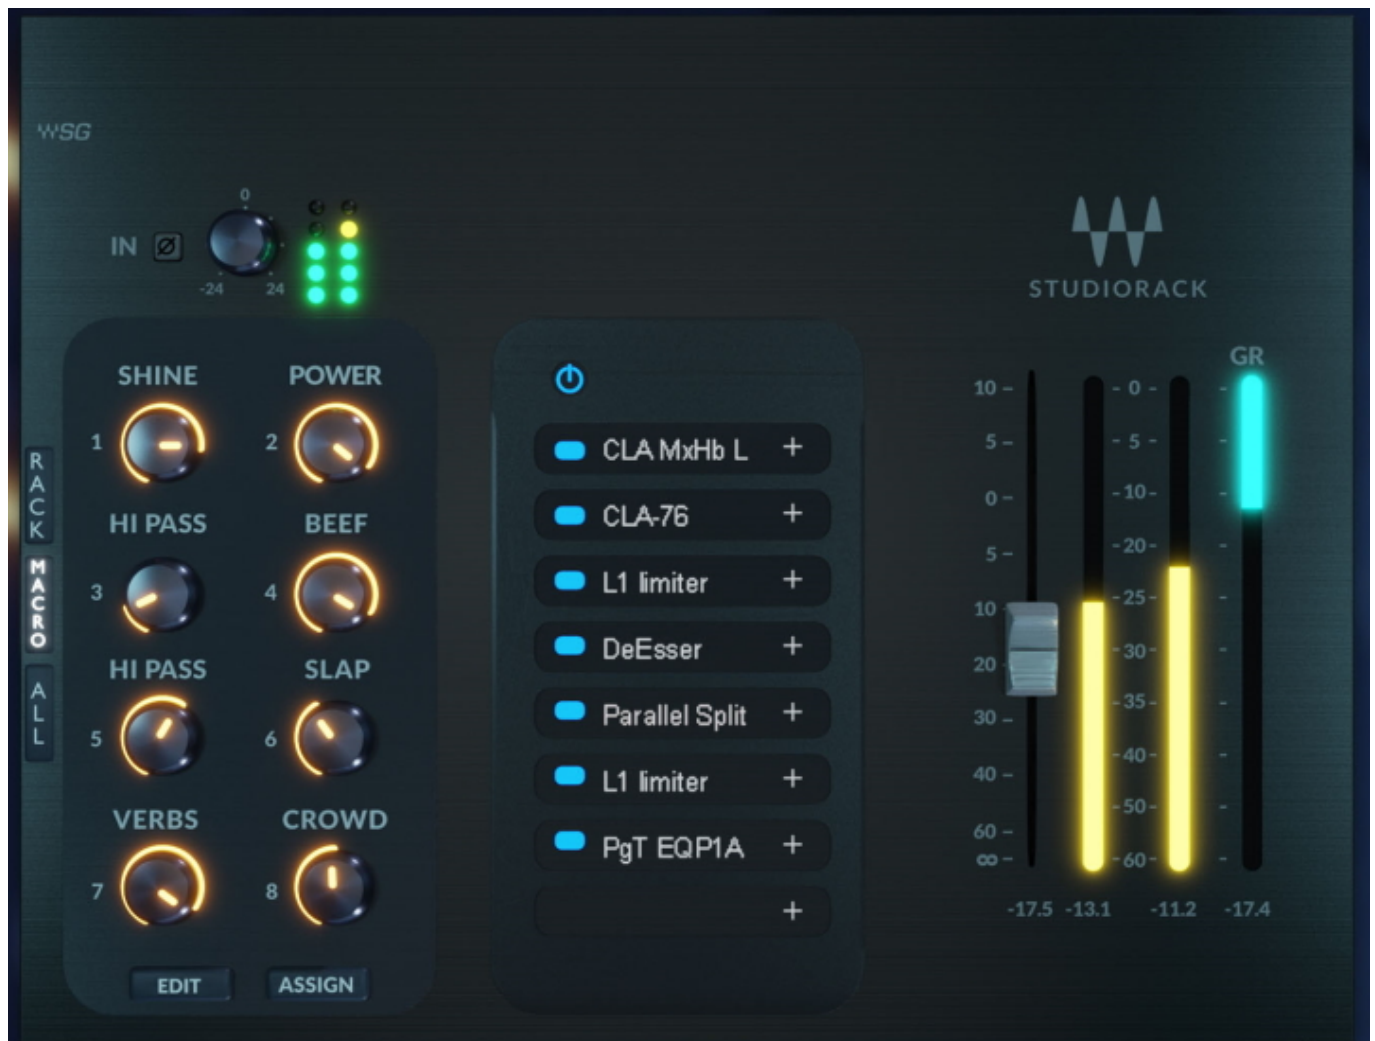 WSG
0
IN Ø
-24 24
STUDIORACK
GR
SHINE POWER
1 2
HI PASS BEEF
3 4
HI PASS SLAP
5 6
VERBS CROWD
7 8
EDIT ASSIGN
RACK
MACRO
ALL
CLA MxHb L +
CLA-76 +
L1 limiter +
DeEsser +
Parallel Split +
L1 limiter +
PgT EQP1A +
+
10 -
5 -
0 -
5 -
10 -
20 -
30 -
40 -
60 -
∞ -
- 0 -
- 5 -
-10-
-20-
-25-
-30-
-35-
-40-
-50-
-60-
-17.5 -13.1 -11.2 -17.4